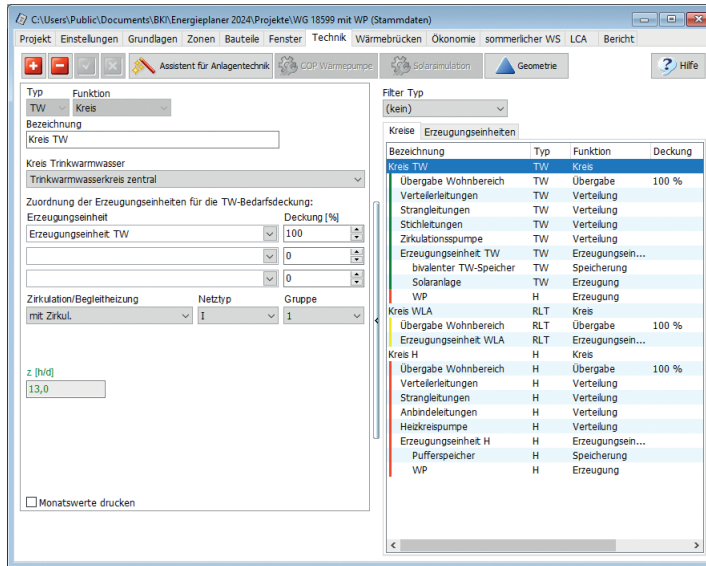 C:\Users\Public\Documents\BKI\Energieplaner 2024\Projekte\WG 18599 mit WP (Stammdaten)
Projekt Einstellungen Grundlagen Zonen Bauteile Fenster Technik Wärmebrücken Ökonomie sommerlicher WS LCA Bericht
Assistent für Anlagentechnik COP Wärmepumpe Solarsimulation Geometrie ? Hilfe
Typ Funktion
TW Kreis
Bezeichnung
Kreis TW
Kreis Trinkwarmwasser
Trinkwarmwasserkreis zentral
Zuordnung der Erzeugungseinheiten für die TW-Bedarfsdeckung:
Erzeugungseinheit Deckung [%]
Erzeugungseinheit TW 100
0
0
Zirkulation/Begleitheizung Netztyp Gruppe
mit Zirkul. I 1
z [h/d]
13,0
Monatswerte drucken
Filter Typ
(kein)
Kreise Erzeugungseinheiten
Bezeichnung Typ Funktion Deckung
Kreis TW TW Kreis
Übergabe Wohnbereich TW Übergabe 100 %
Verteilerleitungen TW Verteilung
Strangleitungen TW Verteilung
Stichleitungen TW Verteilung
Zirkulationsspumpe TW Verteilung
Erzeugungseinheit TW TW Erzeugungsein...
bivalenter TW-Speicher TW Speicherung
Solaranlage TW Erzeugung
WP H Erzeugung
Kreis WLA RLT Kreis
Übergabe Wohnbereich RLT Übergabe 100 %
Erzeugungseinheit WLA RLT Erzeugungsein...
Kreis H H Kreis
Übergabe Wohnbereich H Übergabe 100 %
Verteilerleitungen H Verteilung
Strangleitungen H Verteilung
Anbindeleitungen H Verteilung
Heizkreispumpe H Verteilung
Erzeugungseinheit H H Erzeugungsein...
Pufferspeicher H Speicherung
WP H Erzeugung